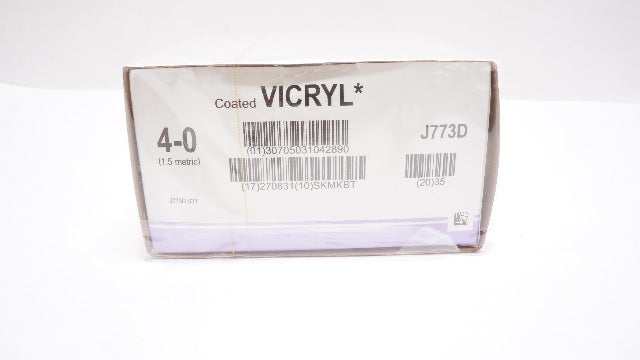 Coated VICRYL*
4-0
(1.5 metric)
J773D
(01)30705031042890
(17)270831(10)SKMKBT
(20)35